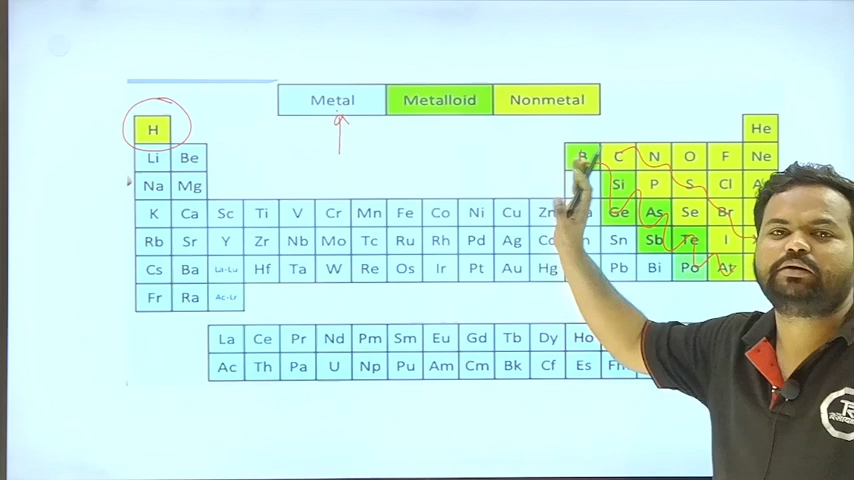 Metal Metalloid Nonmetal
H He
Li Be B C N O F Ne
Na Mg Si P S Cl
K Ca Sc Ti V Cr Mn Fe Co Ni Cu Zn Ge As Se Br
Rb Sr Y Zr Nb Mo Tc Ru Rh Pd Ag Sn Sb Te I
Cs Ba La-Lu Hf Ta W Re Os Ir Pt Au Hg Pb Bi Po At
Fr Ra Ac-Lr
La Ce Pr Nd Pm Sm Eu Gd Tb Dy Ho
Ac Th Pa U Np Pu Am Cm Bk Cf Es